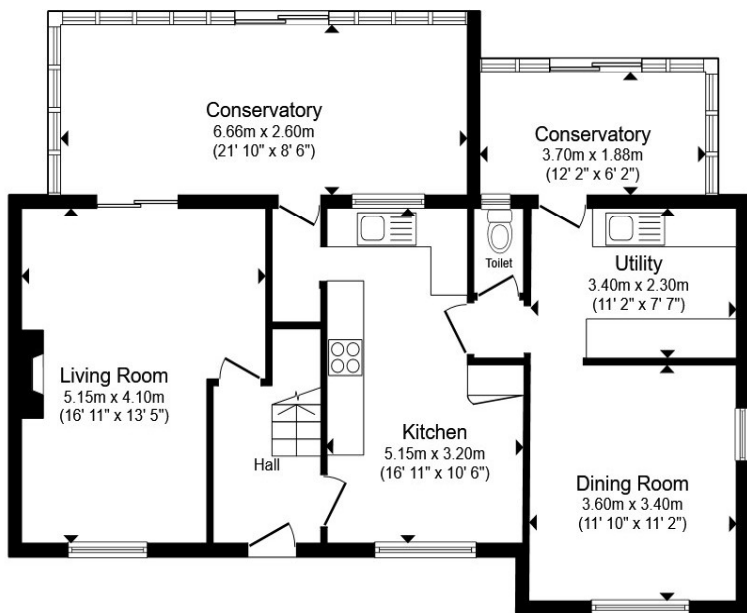 Conservatory
6.66m x 2.60m
(21' 10" x 8' 6")
Conservatory
3.70m x 1.88m
(12' 2" x 6' 2")
Toilet
Utility
3.40m x 2.30m
(11' 2" x 7' 7")
Living Room
5.15m x 4.10m
(16' 11" x 13' 5")
Hall
Kitchen
5.15m x 3.20m
(16' 11" x 10' 6")
Dining Room
3.60m x 3.40m
(11' 10" x 11' 2")